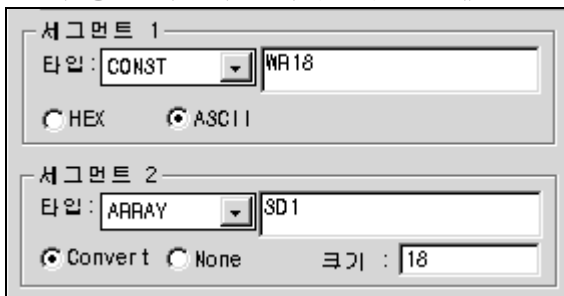 세그먼트 1
타입 : CONST WR18
HEX ASCII
세그먼트 2
타입 : ARRAY 3D1
Convert None 크기 : 18